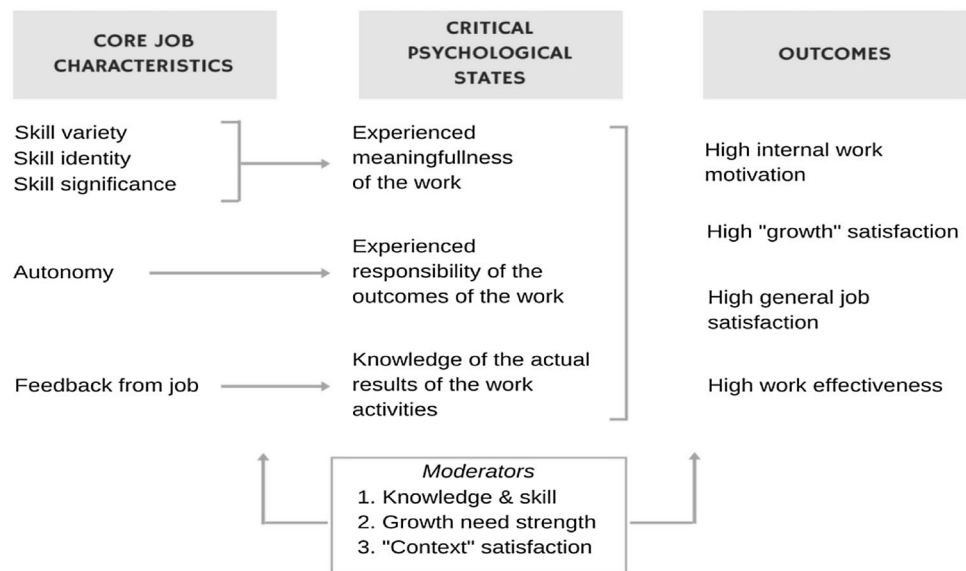 CORE JOB
CHARACTERISTICS
CRITICAL
PSYCHOLOGICAL
STATES
OUTCOMES
Skill variety
Skill identity
Skill significance
Experienced
meaningfullness
of the work
High internal work
motivation
High "growth" satisfaction
Autonomy
Experienced
responsibility of the
outcomes of the work
High general job
satisfaction
Feedback from job
Knowledge of the actual
results of the work
activities
High work effectiveness
Moderators
1. Knowledge & skill
2. Growth need strength
3. "Context" satisfaction